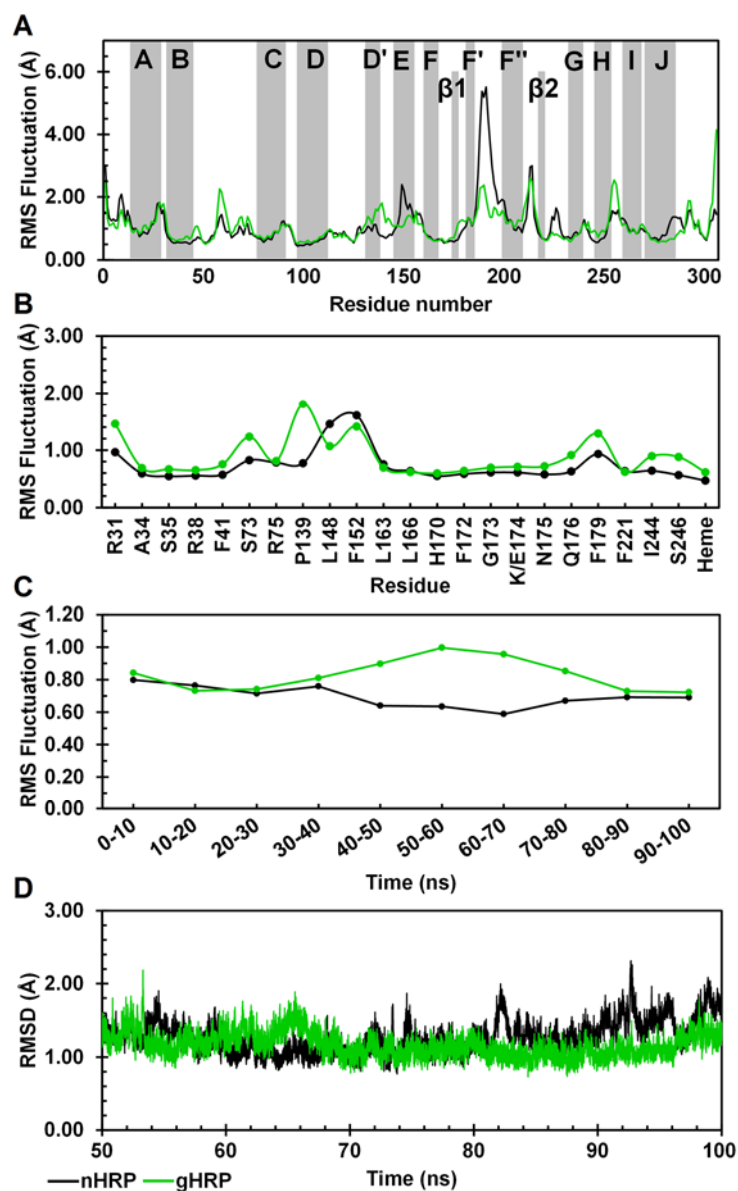 A
A B C D D' E F F' F'' G H I J
β1 β2
6.00
4.00
2.00
0.00
RMS Fluctuation (Å)
0 50 100 150 200 250 300
Residue number
B
3.00
2.00
1.00
0.00
RMS Fluctuation (Å)
R31 A34 S35 R38 F41 S73 R75 P139 L148 F152 L163 L166 H170 F172 G173 K/E174 N175 Q176 F179 F221 I244 S246 Heme
Residue
C
1.20
1.00
0.80
0.60
0.40
0.20
0.00
RMS Fluctuation (Å)
0-10 10-20 20-30 30-40 40-50 50-60 60-70 70-80 80-90 90-100
Time (ns)
D
3.00
2.00
1.00
0.00
RMSD (Å)
50 60 70 80 90 100
Time (ns)
nHRP gHRP